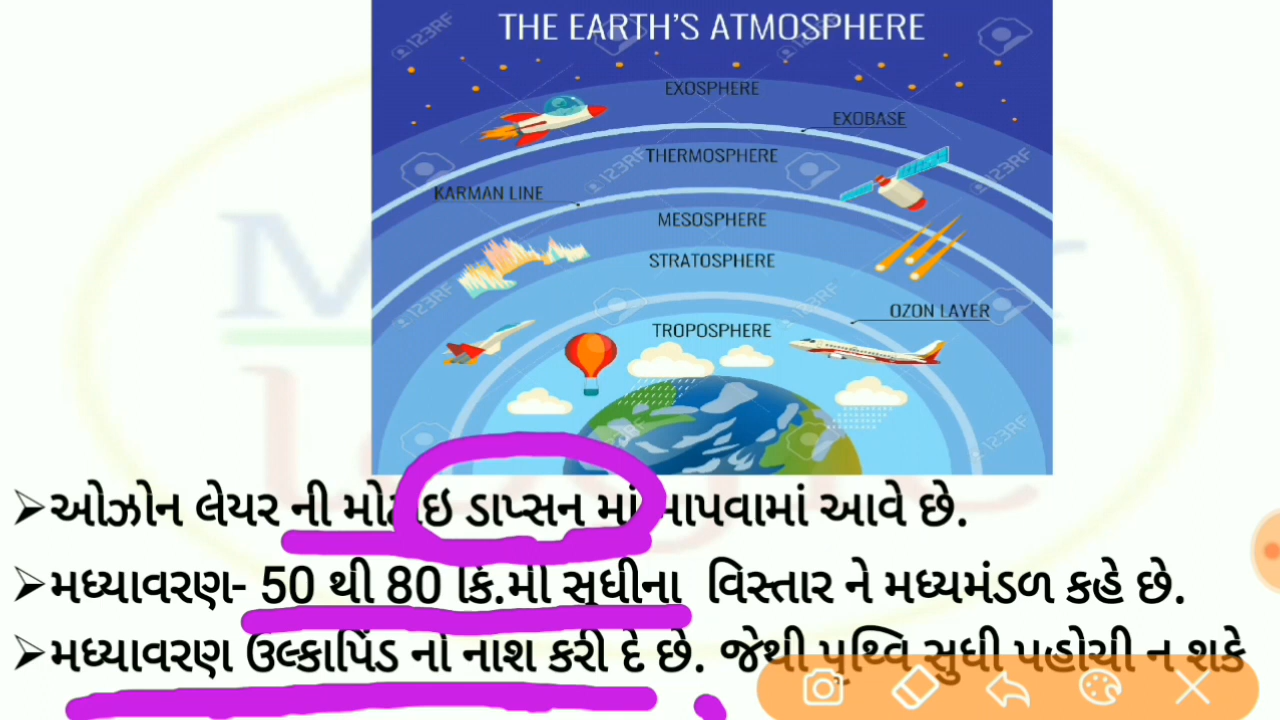 THE EARTH'S ATMOSPHERE
EXOSPHERE
EXOBASE
THERMOSPHERE
KARMAN LINE
MESOSPHERE
STRATOSPHERE
OZON LAYER
TROPOSPHERE
ઓઝોન લેયર ની ડાપ્સન માં માપવામાં આવે છે.
મધ્યાવરણ- 50 થી 80 કિ.મી સુધીના વિસ્તાર ને મધ્યમંડળ કહે છે.
મધ્યાવરણ ઉલ્કાપિંડ નો નાશ કરી દે છે. જેથી પૃથ્વિ સુધી પહોચી ન શકે